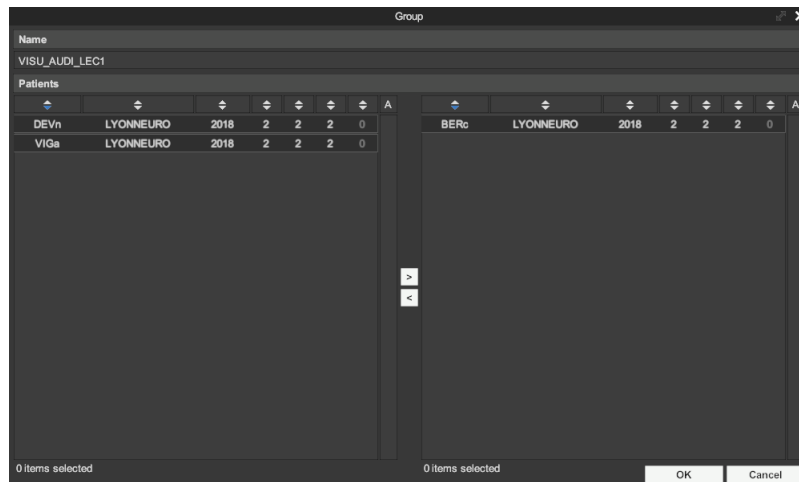 Group
Name
VISU_AUDI_LEC1
Patients
A
DEVn LYONNEURO 2018 2 2 2 0
VIGa LYONNEURO 2018 2 2 2 0
0 items selected
>
<
A
BERc LYONNEURO 2018 2 2 2 0
0 items selected
OK Cancel